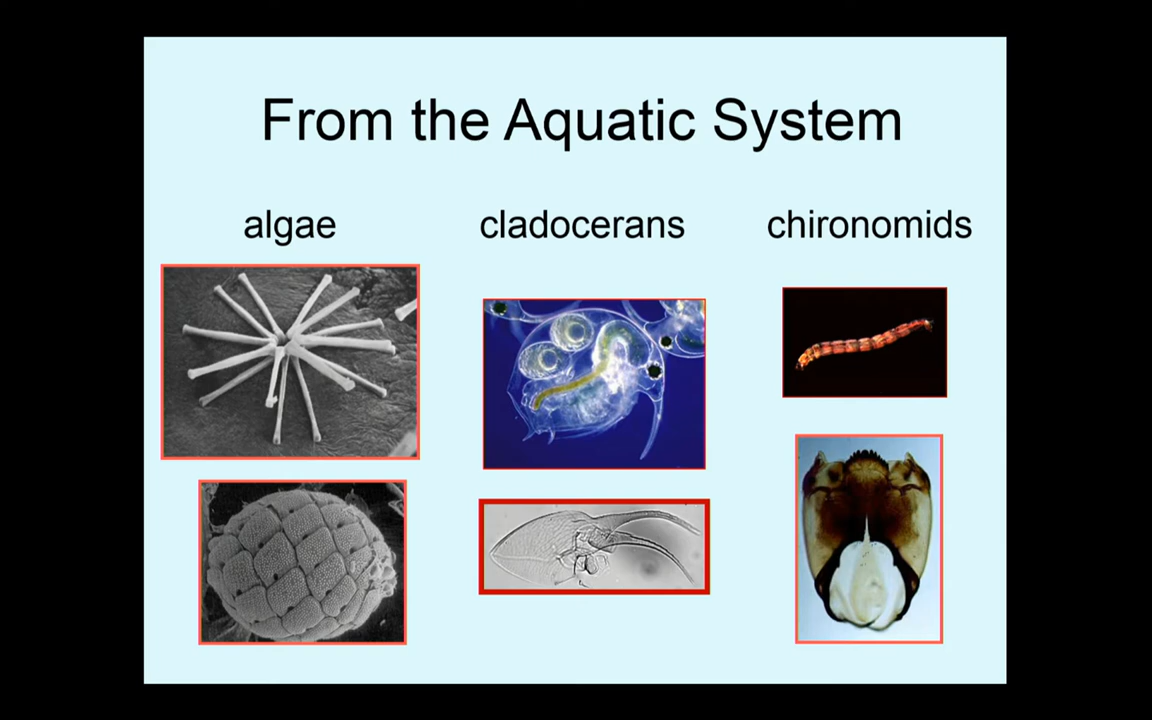 From the Aquatic System
algae
cladocerans
chironomids